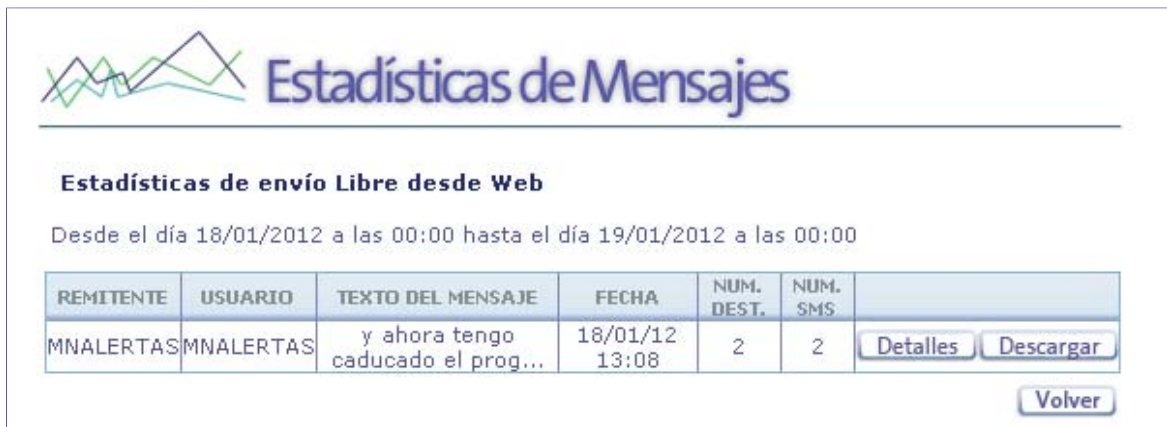 Estadísticas de Mensajes
Estadísticas de envío Libre desde Web
Desde el día 18/01/2012 a las 00:00 hasta el día 19/01/2012 a las 00:00
REMITENTE USUARIO TEXTO DEL MENSAJE FECHA NUM. DEST. NUM. SMS
MNALERTAS MNALERTAS y ahora tengo caducado el prog... 18/01/12 13:08 2 2 Detalles Descargar
Volver